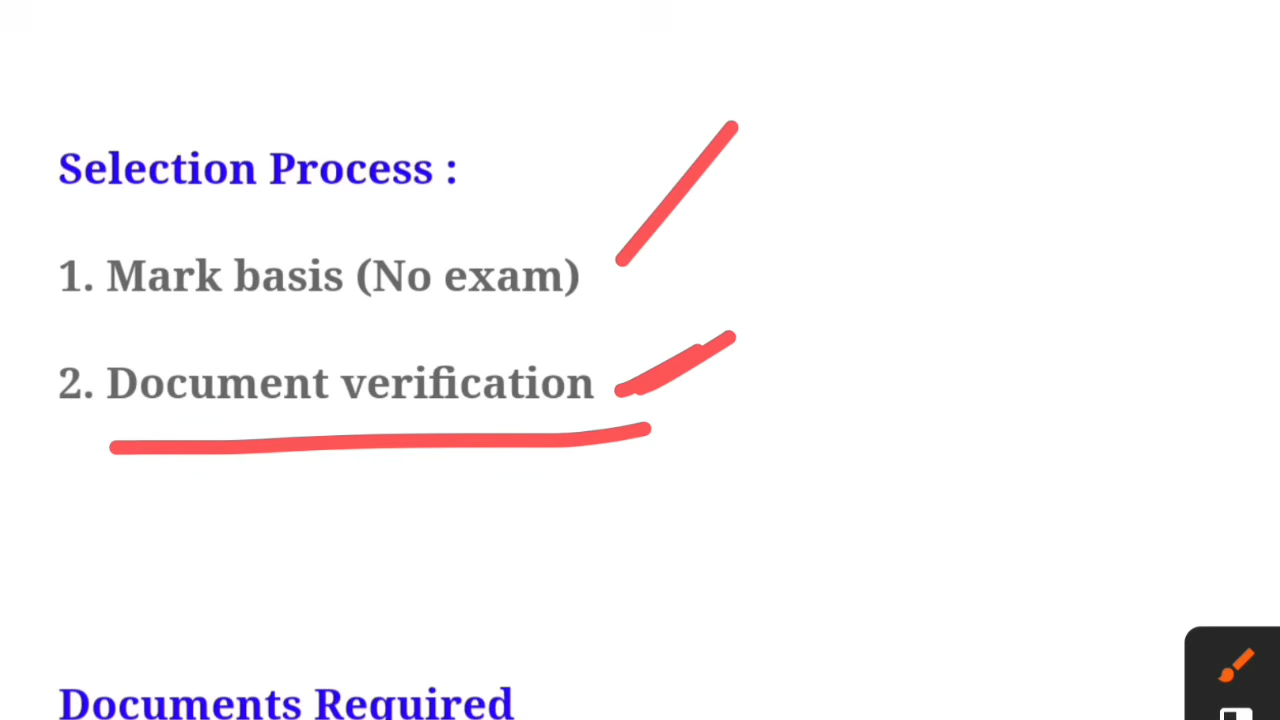 Selection Process :
1. Mark basis (No exam)
2. Document verification
Documents Required